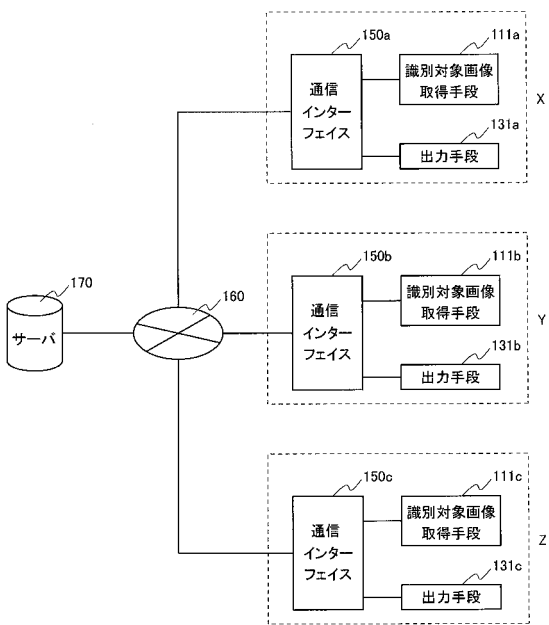 150a
111a
通信
インター
フェイス
識別対象画像
取得手段
X
131a
出力手段
150b
111b
通信
インター
フェイス
識別対象画像
取得手段
Y
131b
出力手段
170
サーバ
160
150c
111c
通信
インター
フェイス
識別対象画像
取得手段
Z
131c
出力手段